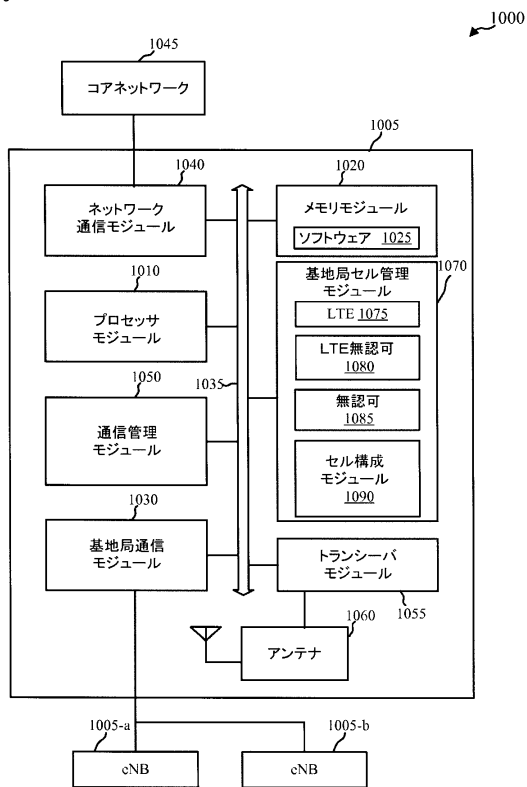 1000
1045
コアネットワーク
1005
1040
ネットワーク
通信モジュール
1020
メモリモジュール
ソフトウェア 1025
1010
プロセッサ
モジュール
1070
基地局セル管理
モジュール
LTE 1075
LTE無認可
1080
無認可
1085
セル構成
モジュール
1090
1035
1050
通信管理
モジュール
1030
基地局通信
モジュール
トランシーバ
モジュール
1055
1060
アンテナ
1005-a
eNB
1005-b
eNB